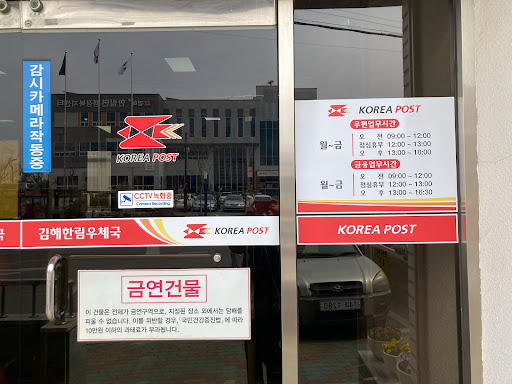 감시카메라작동중
KOREA POST
CCTV 녹화중
Camera Recording
김해한림우체국
KOREA POST
금연건물
이 건물은 전체가 금연구역으로, 지정된 장소 외에서는 담배를
피울 수 없습니다. 이를 위반할 경우, 「국민건강증진법」에 따라
10만원 이하의 과태료가 부과됩니다.
KOREA POST
우편업무시간
월~금
오 전 09:00 ~ 12:00
점심휴무 12:00 ~ 13:00
오 후 13:00 ~ 18:00
금융업무시간
월~금
오 전 09:00 ~ 12:00
점심휴무 12:00 ~ 13:00
오 후 13:00 ~ 16:30
KOREA POST